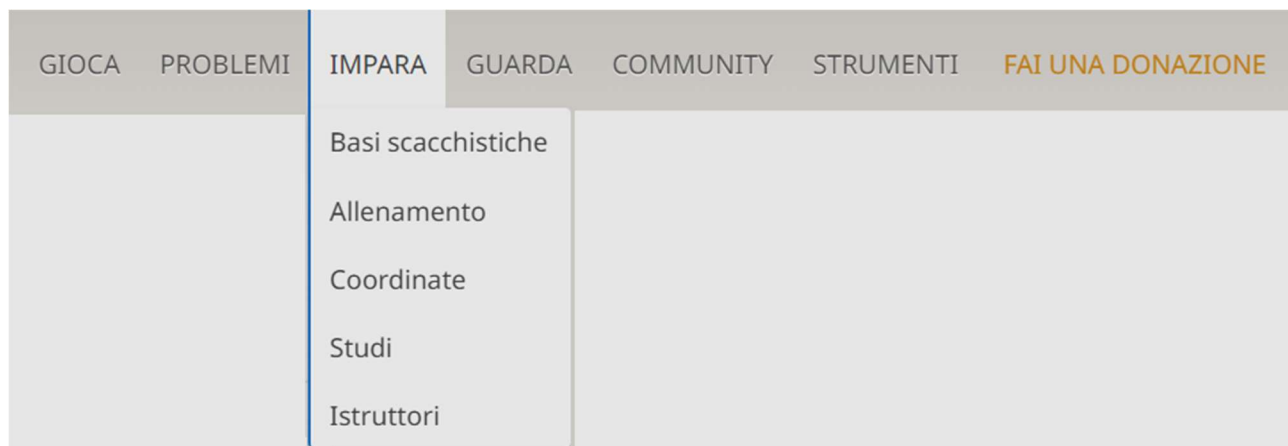 GIOCA PROBLEMI IMPARA GUARDA COMMUNITY STRUMENTI FAI UNA DONAZIONE
Basi scacchistiche
Allenamento
Coordinate
Studi
Istruttori